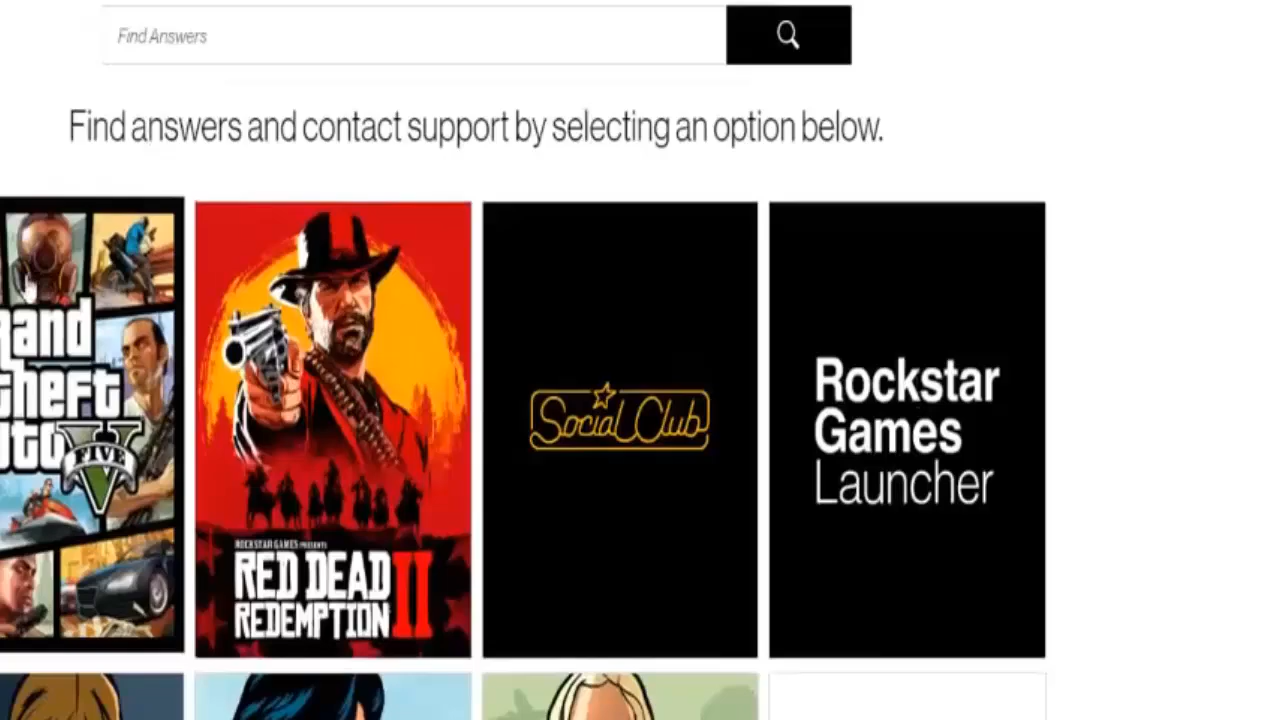 Find Answers
Find answers and contact support by selecting an option below.
and
heft
uto
FIVE
V
ROCKSTAR GAMES PRESENTS
RED DEAD
REDEMPTION II
Social Club
Rockstar
Games
Launcher